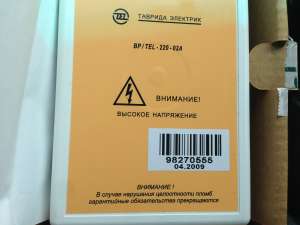 ТАВРИДА ЭЛЕКТРИК
BP/TEL-220-02A
ВНИМАНИЕ!
ВЫСОКОЕ НАПРЯЖЕНИЕ
98270555
04.2009
ВНИМАНИЕ !
В случае нарушения целостности пломб
гарантийные обязательства прекращаются